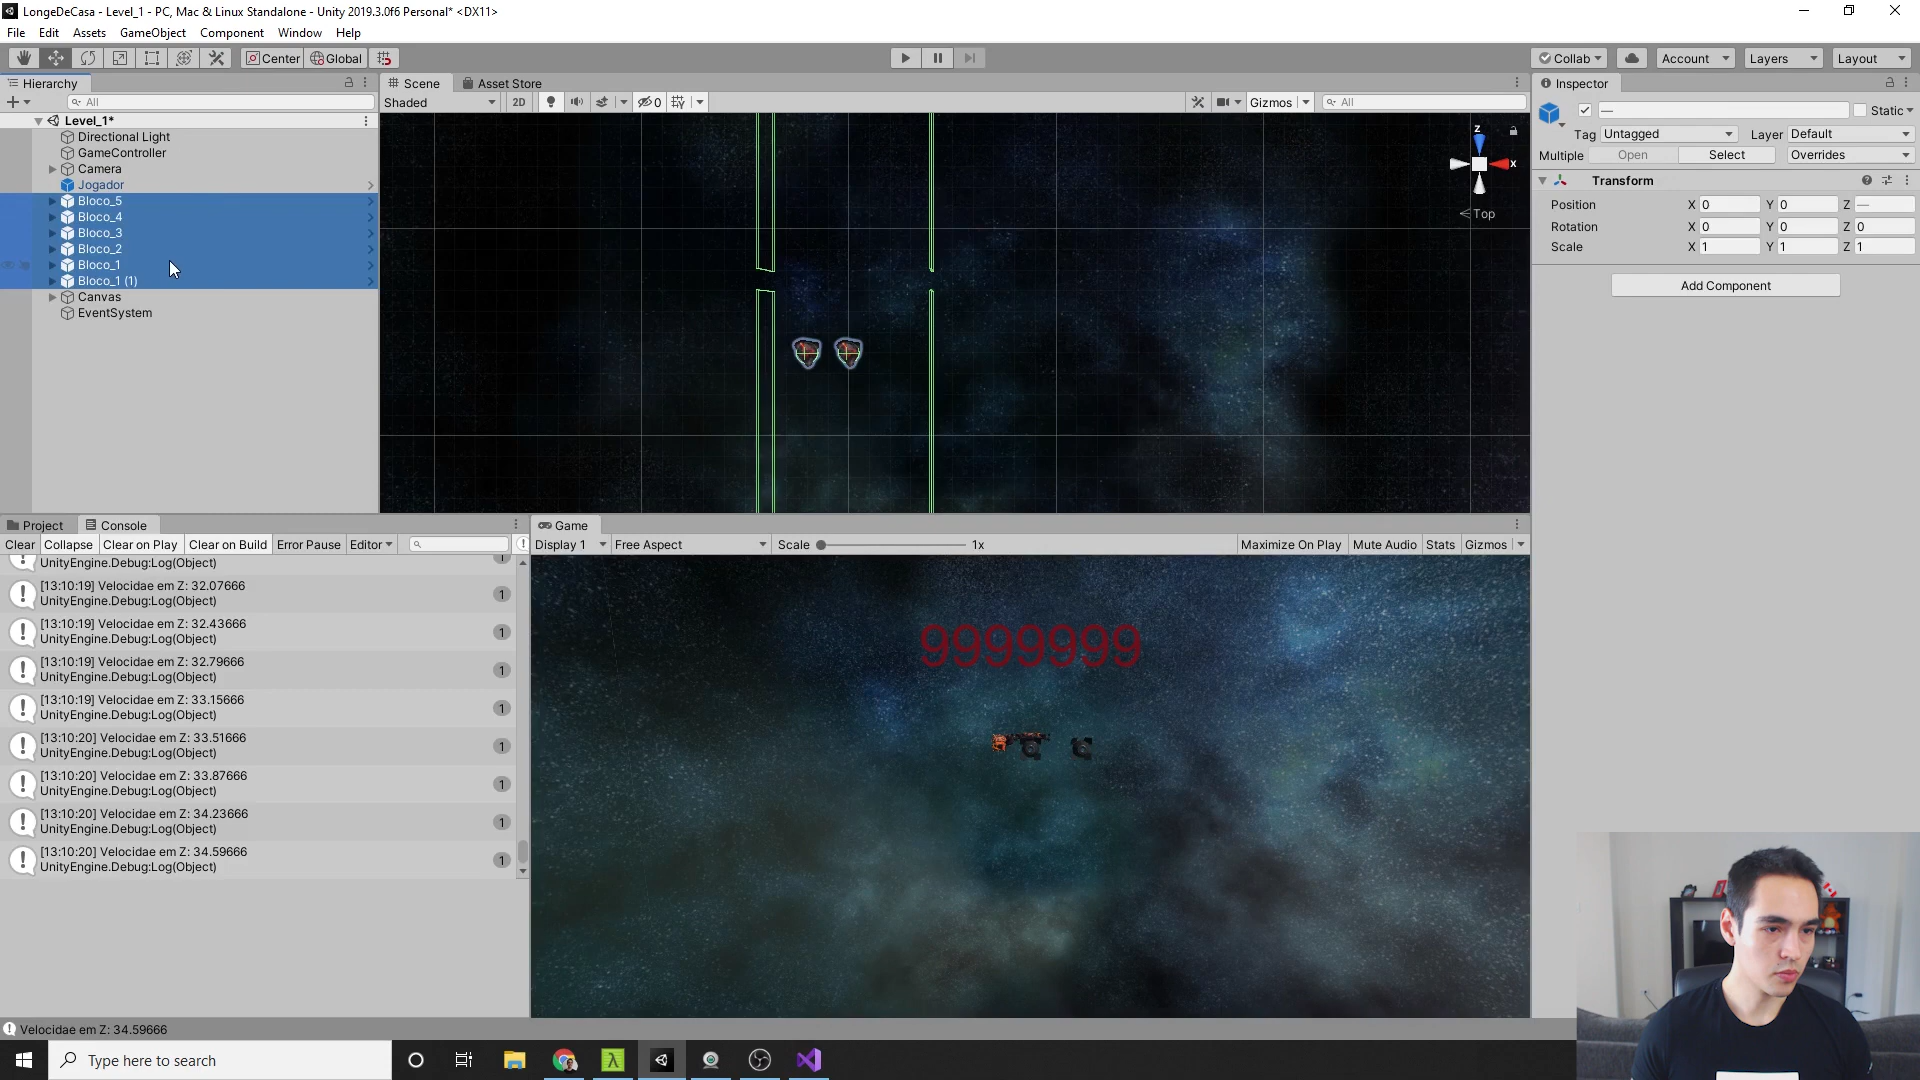 LongeDeCasa - Level_1 - PC, Mac & Linux Standalone - Unity 2019.3.0f6 Personal* <DX11>
File Edit Assets GameObject Component Window Help
Center Global
Collab Account Layers Layout
Hierarchy
All
Level_1*
Directional Light
GameController
Camera
Jogador
Bloco_5
Bloco_4
Bloco_3
Bloco_2
Bloco_1
Bloco_1 (1)
Canvas
EventSystem
Scene Asset Store
Shaded 2D 0 Gizmos All
Z
X
Top
Inspector
—
Static
Tag Untagged Layer Default
Multiple Open Select Overrides
Transform
Position X 0 Y 0 Z —
Rotation X 0 Y 0 Z 0
Scale X 1 Y 1 Z 1
Add Component
Project Console
Clear Collapse Clear on Play Clear on Build Error Pause Editor
UnityEngine.Debug:Log(Object)
1
[13:10:19] Velocidae em Z: 32.07666
UnityEngine.Debug:Log(Object)
1
[13:10:19] Velocidae em Z: 32.43666
UnityEngine.Debug:Log(Object)
1
[13:10:19] Velocidae em Z: 32.79666
UnityEngine.Debug:Log(Object)
1
[13:10:19] Velocidae em Z: 33.15666
UnityEngine.Debug:Log(Object)
1
[13:10:20] Velocidae em Z: 33.51666
UnityEngine.Debug:Log(Object)
1
[13:10:20] Velocidae em Z: 33.87666
UnityEngine.Debug:Log(Object)
1
[13:10:20] Velocidae em Z: 34.23666
UnityEngine.Debug:Log(Object)
1
[13:10:20] Velocidae em Z: 34.59666
UnityEngine.Debug:Log(Object)
1
Game
Display 1 Free Aspect Scale 1x Maximize On Play Mute Audio Stats Gizmos
9999999
Velocidae em Z: 34.59666
Type here to search